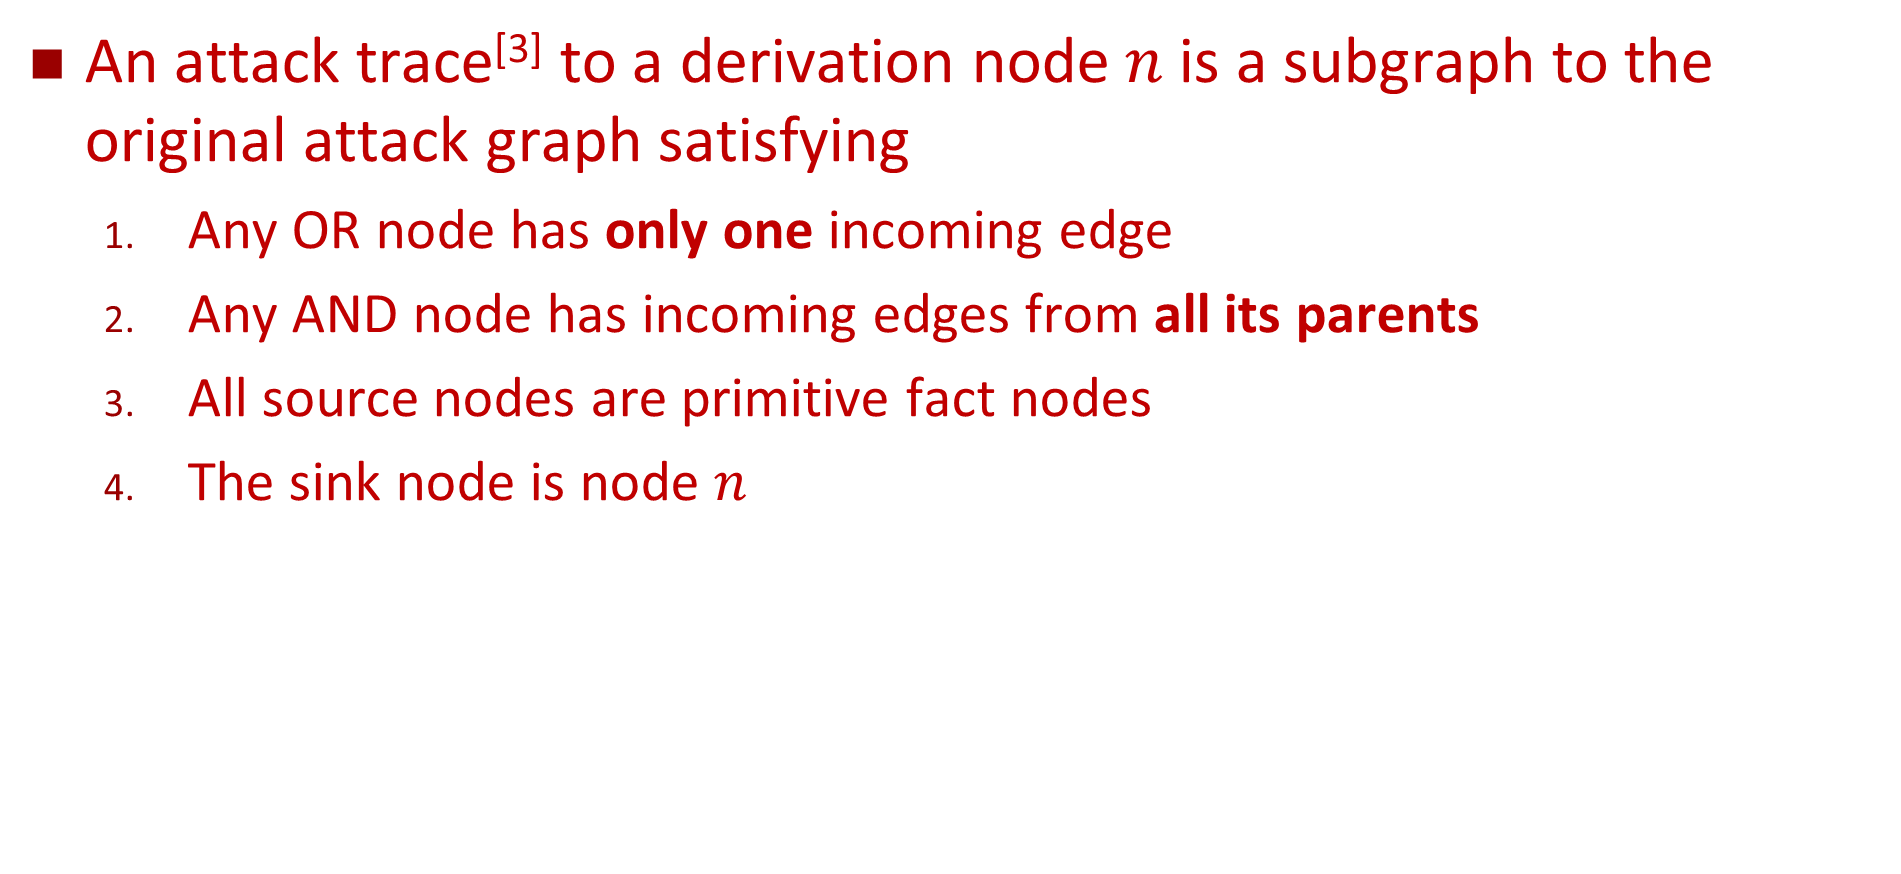 ■ An attack trace[3] to a derivation node n is a subgraph to the
original attack graph satisfying
1. Any OR node has only one incoming edge
2. Any AND node has incoming edges from all its parents
3. All source nodes are primitive fact nodes
4. The sink node is node n